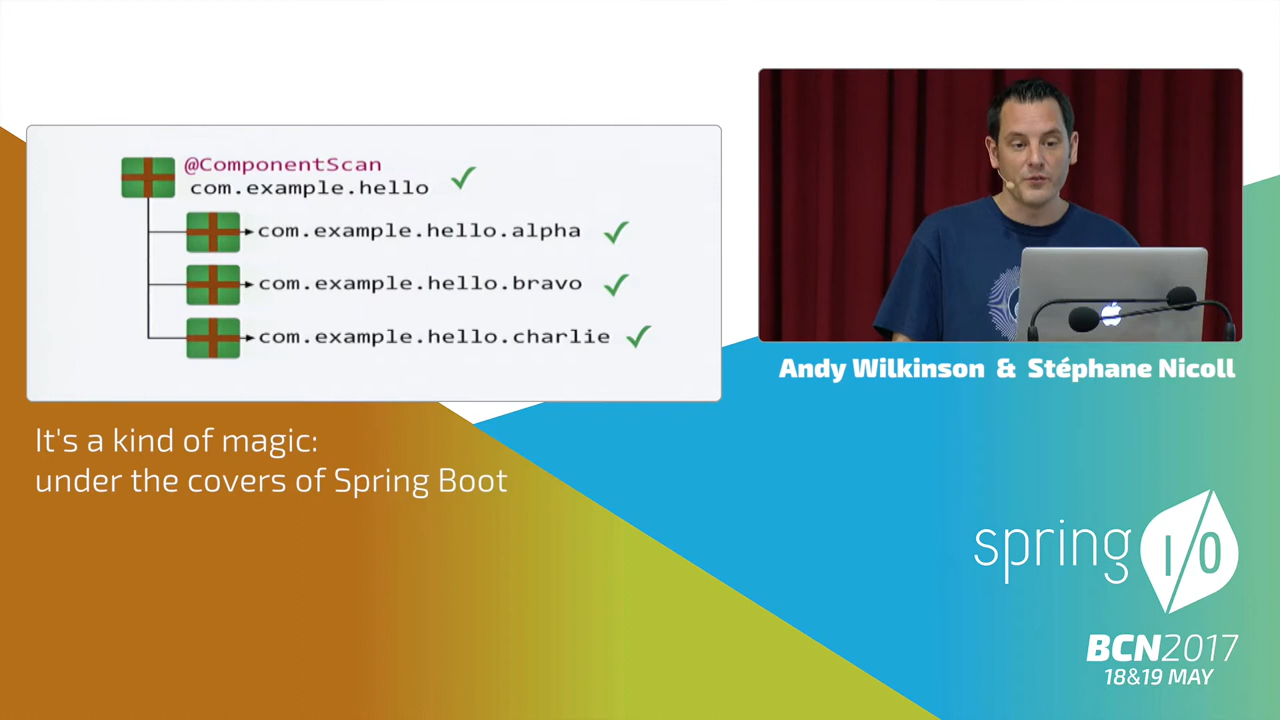 @ComponentScan
com.example.hello
com.example.hello.alpha
com.example.hello.bravo
com.example.hello.charlie
Andy Wilkinson & Stéphane Nicoll
It's a kind of magic:
under the covers of Spring Boot
spring I/O
BCN2017
18&19 MAY